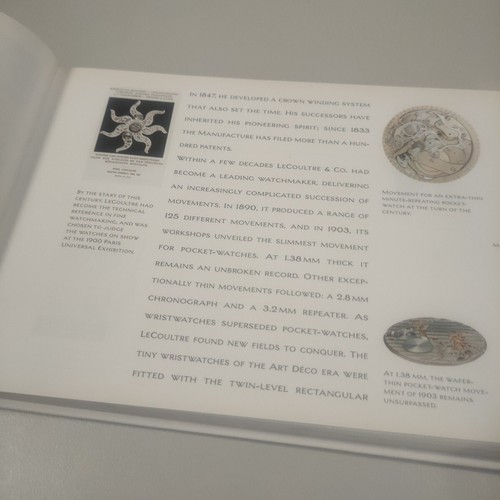 In 1847, he developed a crown winding system
that also set the time. His successors have
inherited his pioneering spirit: since 1833
the Manufacture has filed more than a hun-
dred patents.
Within a few decades LeCoultre & Co. had
become a leading watchmaker, delivering
an increasingly complicated succession of
movements. In 1890, it produced a range of
125 different movements, and in 1903, its
workshops unveiled the slimmest movement
for pocket-watches. At 1.38 mm thick it
remains an unbroken record. Other excep-
tionally thin movements followed: a 2.8 mm
chronograph and a 3.2 mm repeater. As
wristwatches superseded pocket-watches,
LeCoultre found new fields to conquer. The
tiny wristwatches of the Art Déco era were
fitted with the twin-level rectangular
By the start of this
century, LeCoultre had
become the technical
reference in fine
watchmaking, and was
chosen to judge
the watches on show
at the 1900 Paris
Universal Exhibition
Movement for an extra-thin
minute-repeating pocket-
watch at the turn of the
century.
At 1.38 mm, the wafer-
thin pocket-watch move-
ment of 1903 remains
unsurpassed.